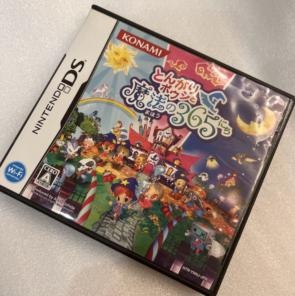 KONAMI
NINTENDO DS
とんがりボウシと
魔法の365にち
Wi-Fi
CERO
A